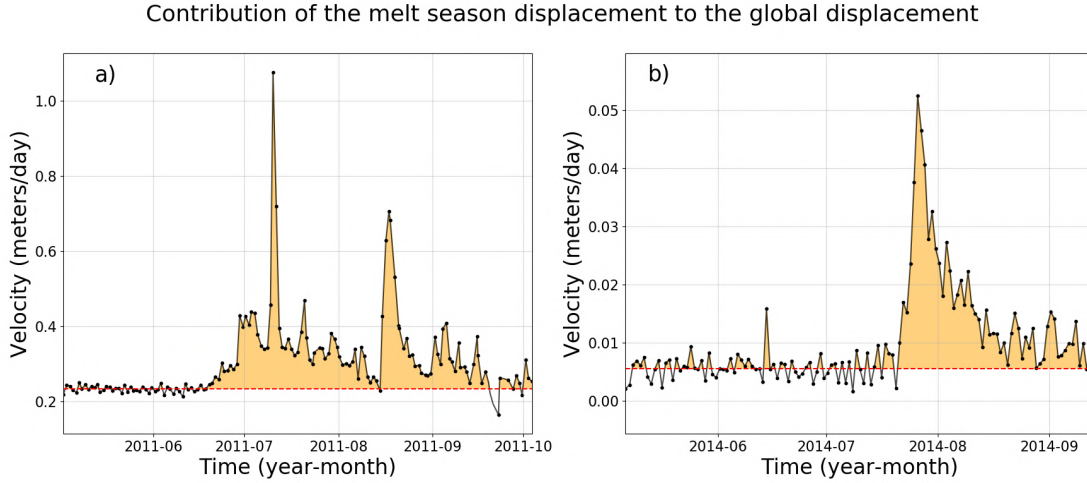 Contribution of the melt season displacement to the global displacement
a)
Velocity (meters/day)
1.0
0.8
0.6
0.4
0.2
2011-06 2011-07 2011-08 2011-09 2011-10
Time (year-month)
b)
Velocity (meters/day)
0.05
0.04
0.03
0.02
0.01
0.00
2014-06 2014-07 2014-08 2014-09
Time (year-month)